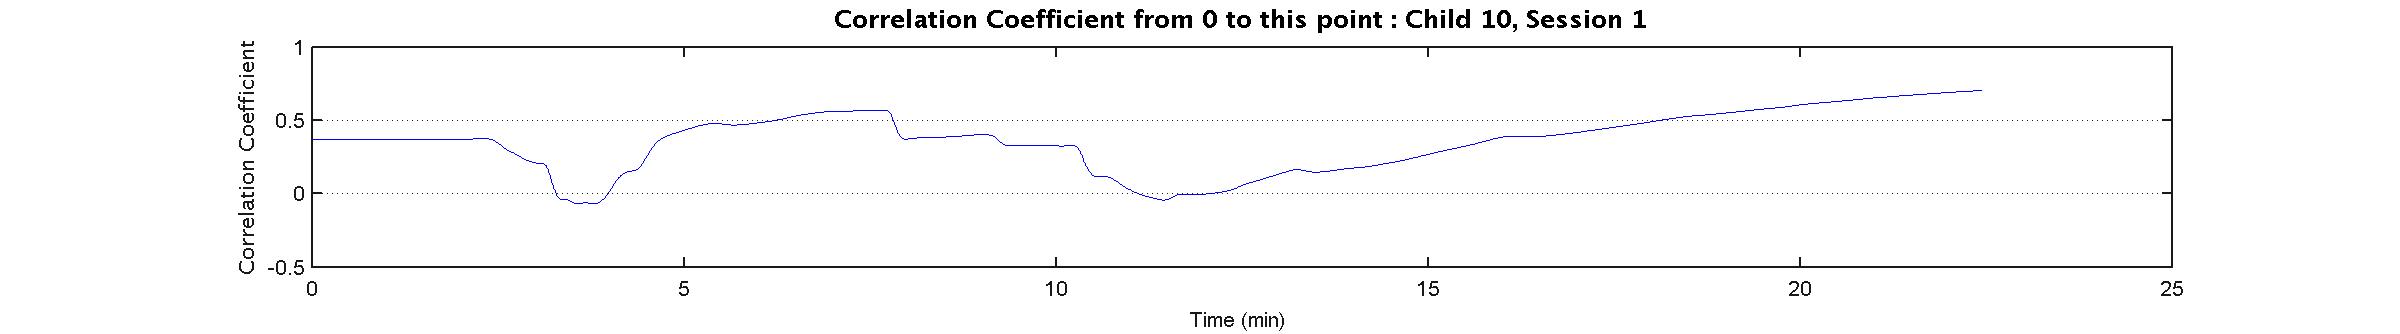 Correlation Coefficient from 0 to this point : Child 10, Session 1
Correlation Coefficient
1
0.5
0
-0.5
0 5 10 15 20 25
Time (min)